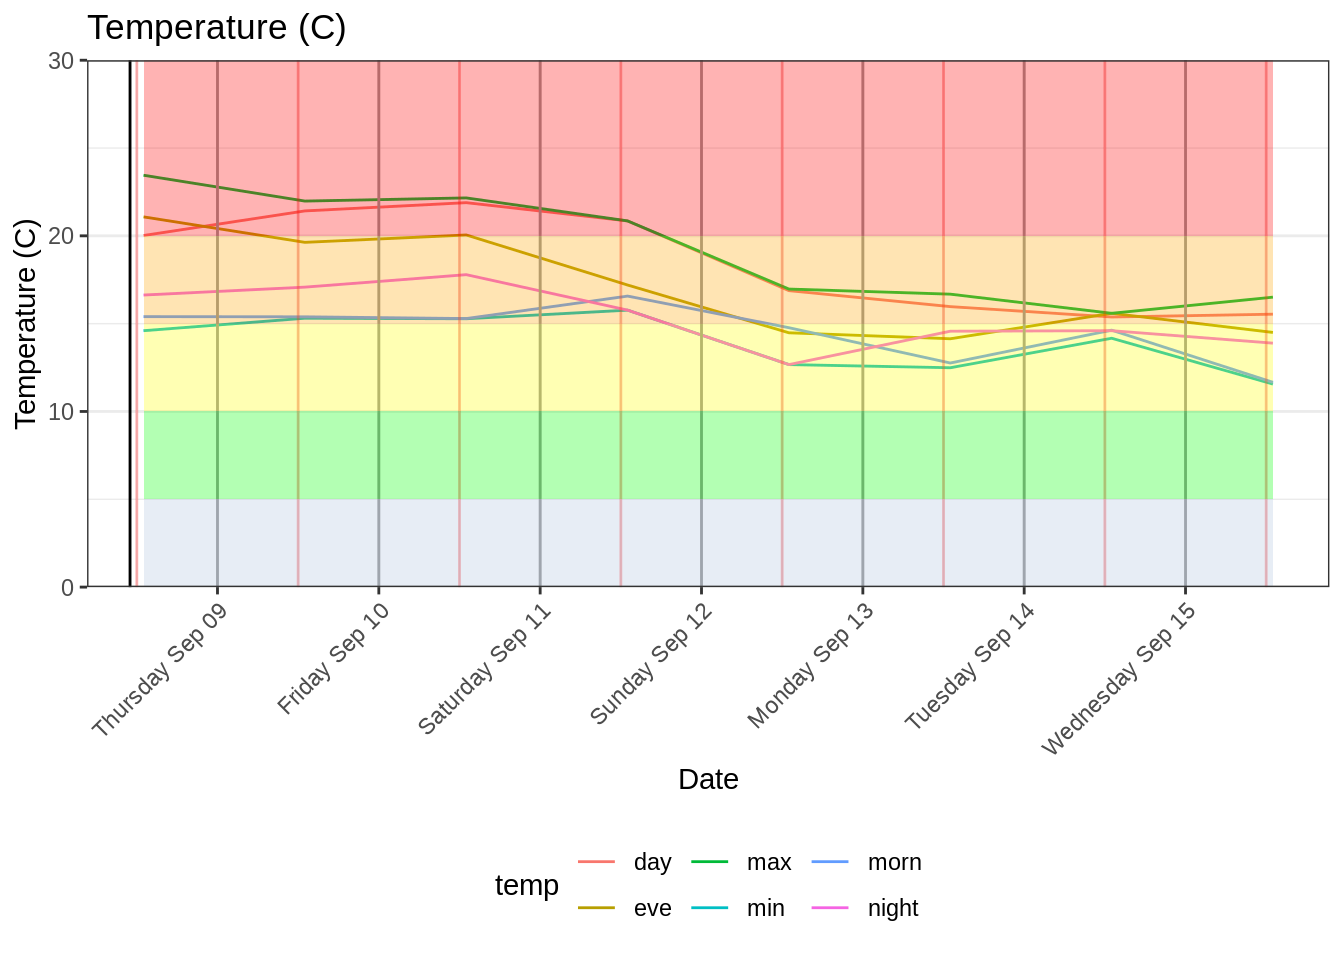 Temperature (C)
30
20
10
0
Temperature (C)
Thursday Sep 09
Friday Sep 10
Saturday Sep 11
Sunday Sep 12
Monday Sep 13
Tuesday Sep 14
Wednesday Sep 15
Date
temp
day max morn
eve min night